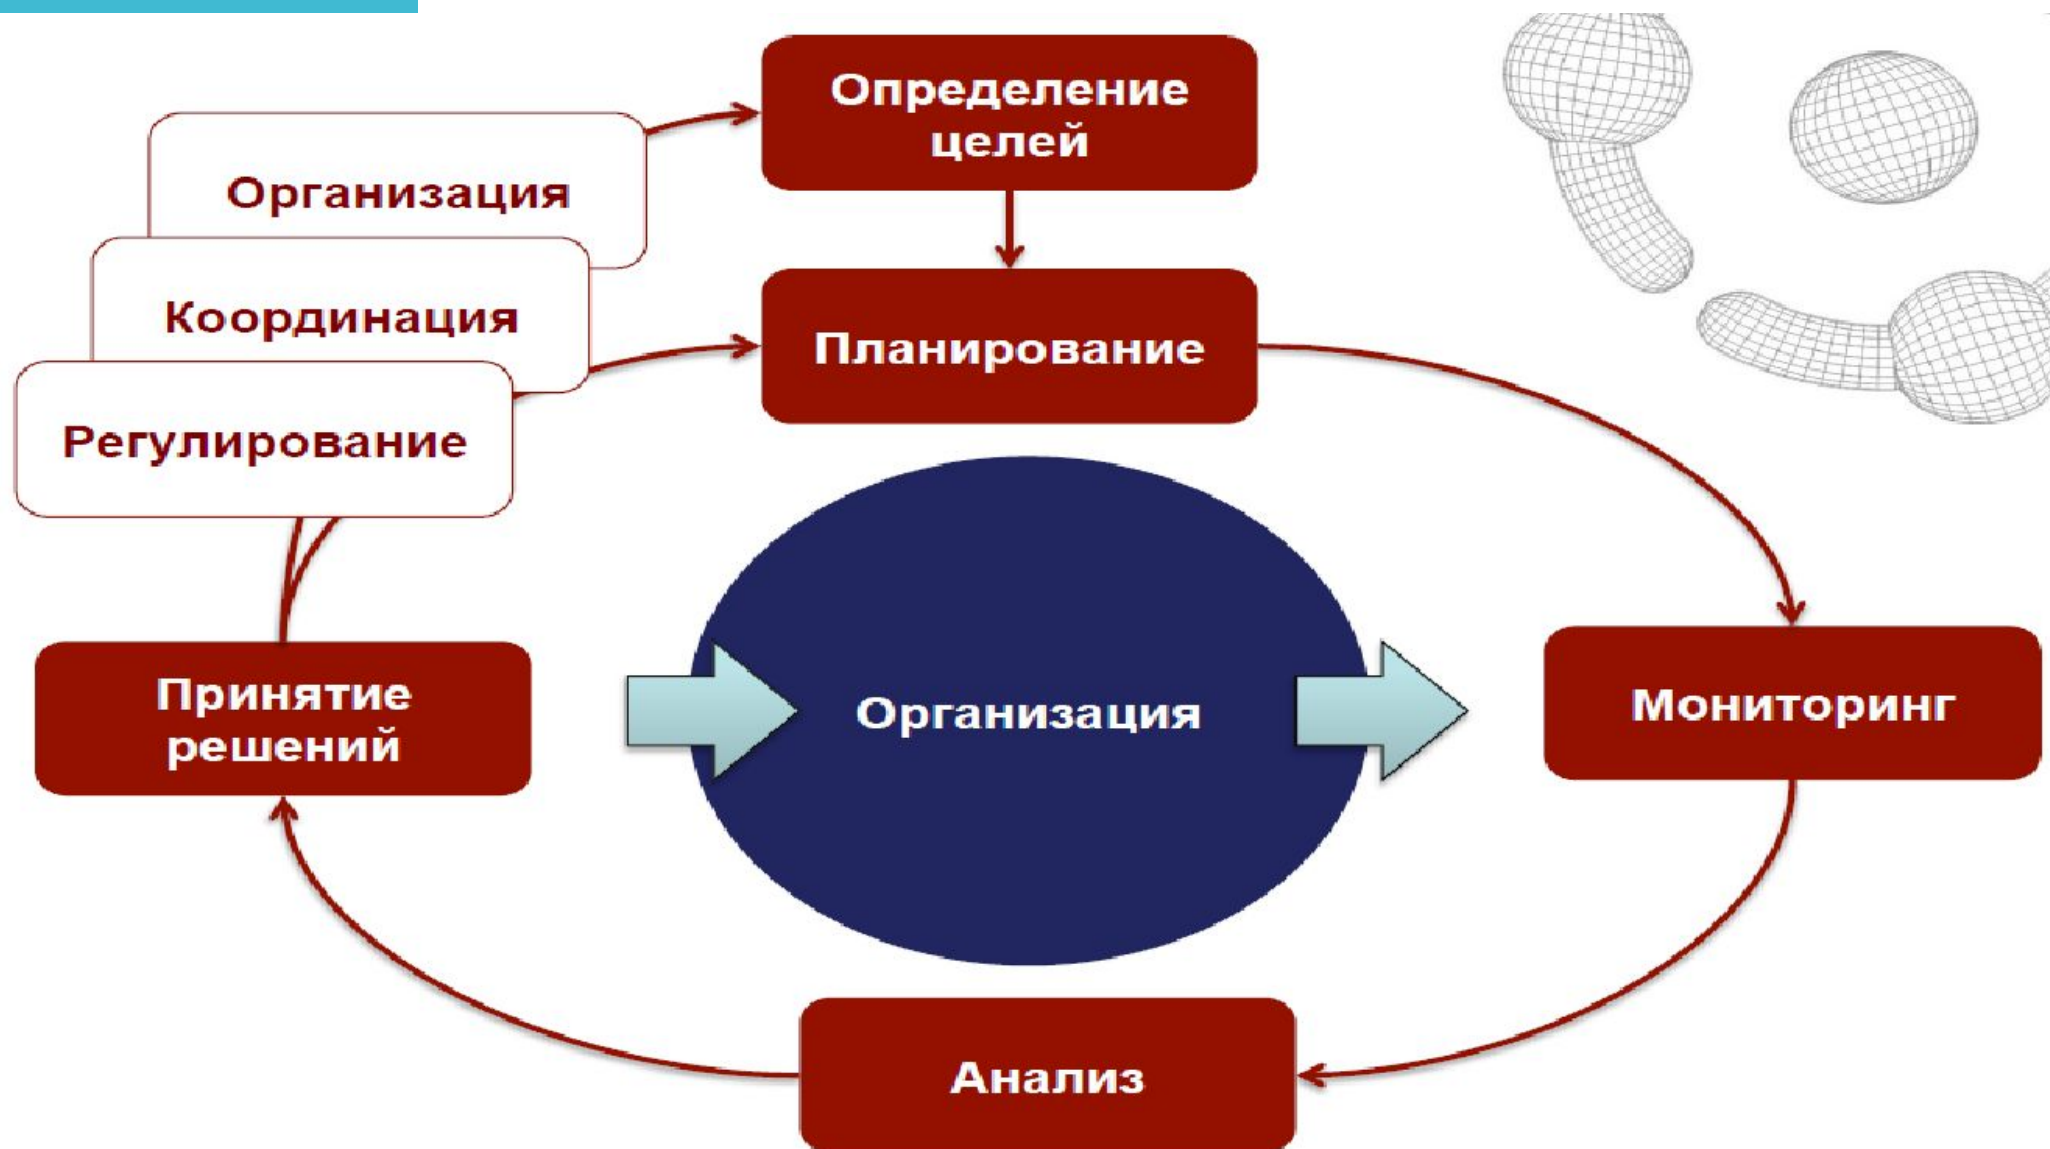 Определение
целей
Организация
Координация
Планирование
Регулирование
Принятие
решений
Организация
Мониторинг
Анализ